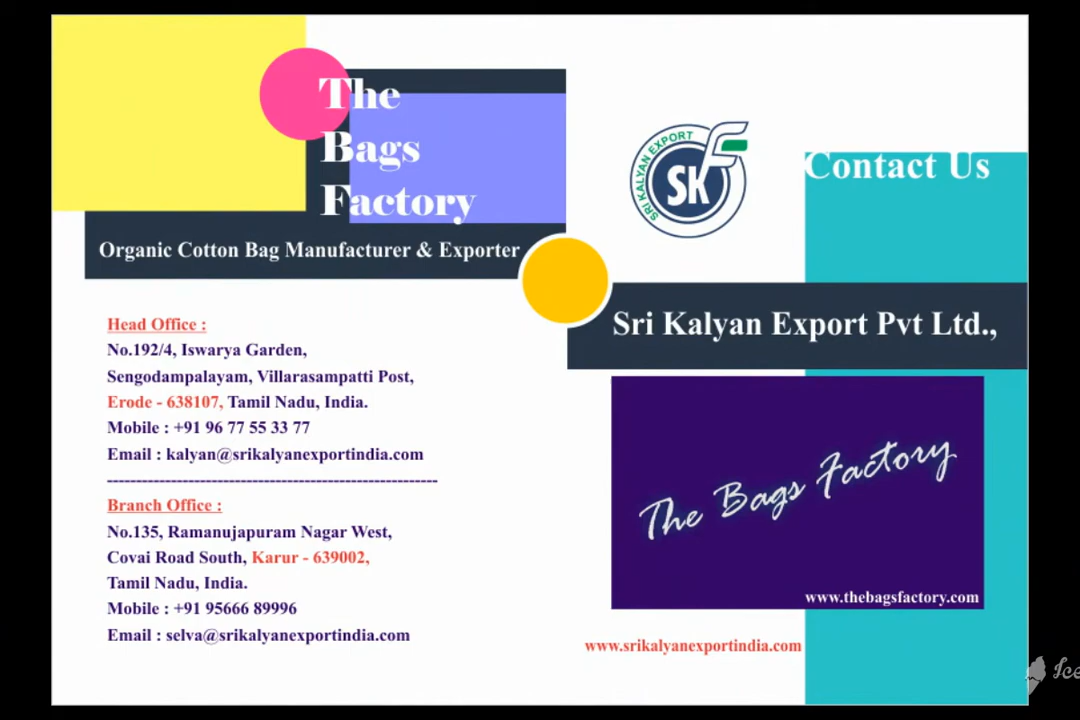 The
Bags
Factory
Organic Cotton Bag Manufacturer & Exporter
Head Office :
No.192/4, Iswarya Garden,
Sengodampalayam, Villarasampatti Post,
Erode - 638107, Tamil Nadu, India.
Mobile : +91 96 77 55 33 77
Email : kalyan@srikalyanexportindia.com
Branch Office :
No.135, Ramanujapuram Nagar West,
Covai Road South, Karur - 639002,
Tamil Nadu, India.
Mobile : +91 95666 89996
Email : selva@srikalyanexportindia.com
SRI KALYAN EXPORT
SK
Contact Us
Sri Kalyan Export Pvt Ltd.,
The Bags Factory
www.thebagsfactory.com
www.srikalyanexportindia.com